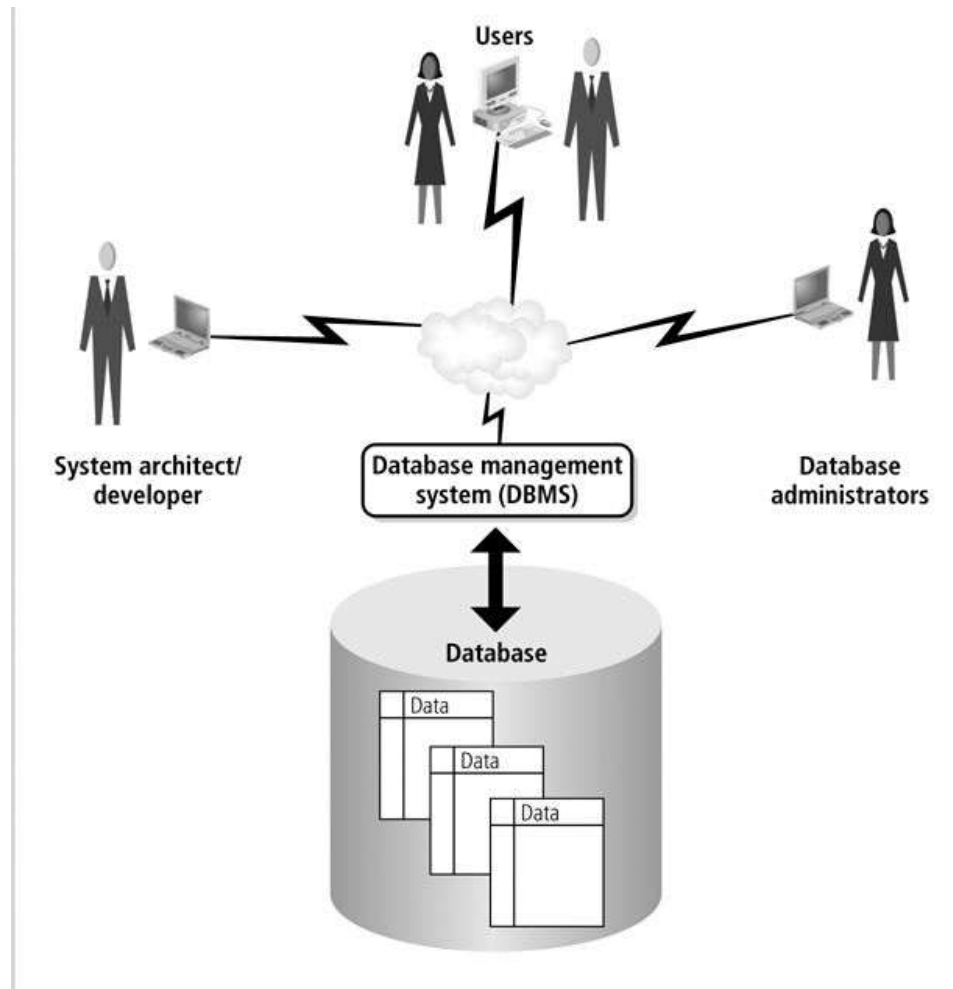 Users
System architect/
developer
Database management
system (DBMS)
Database
administrators
Database
Data
Data
Data